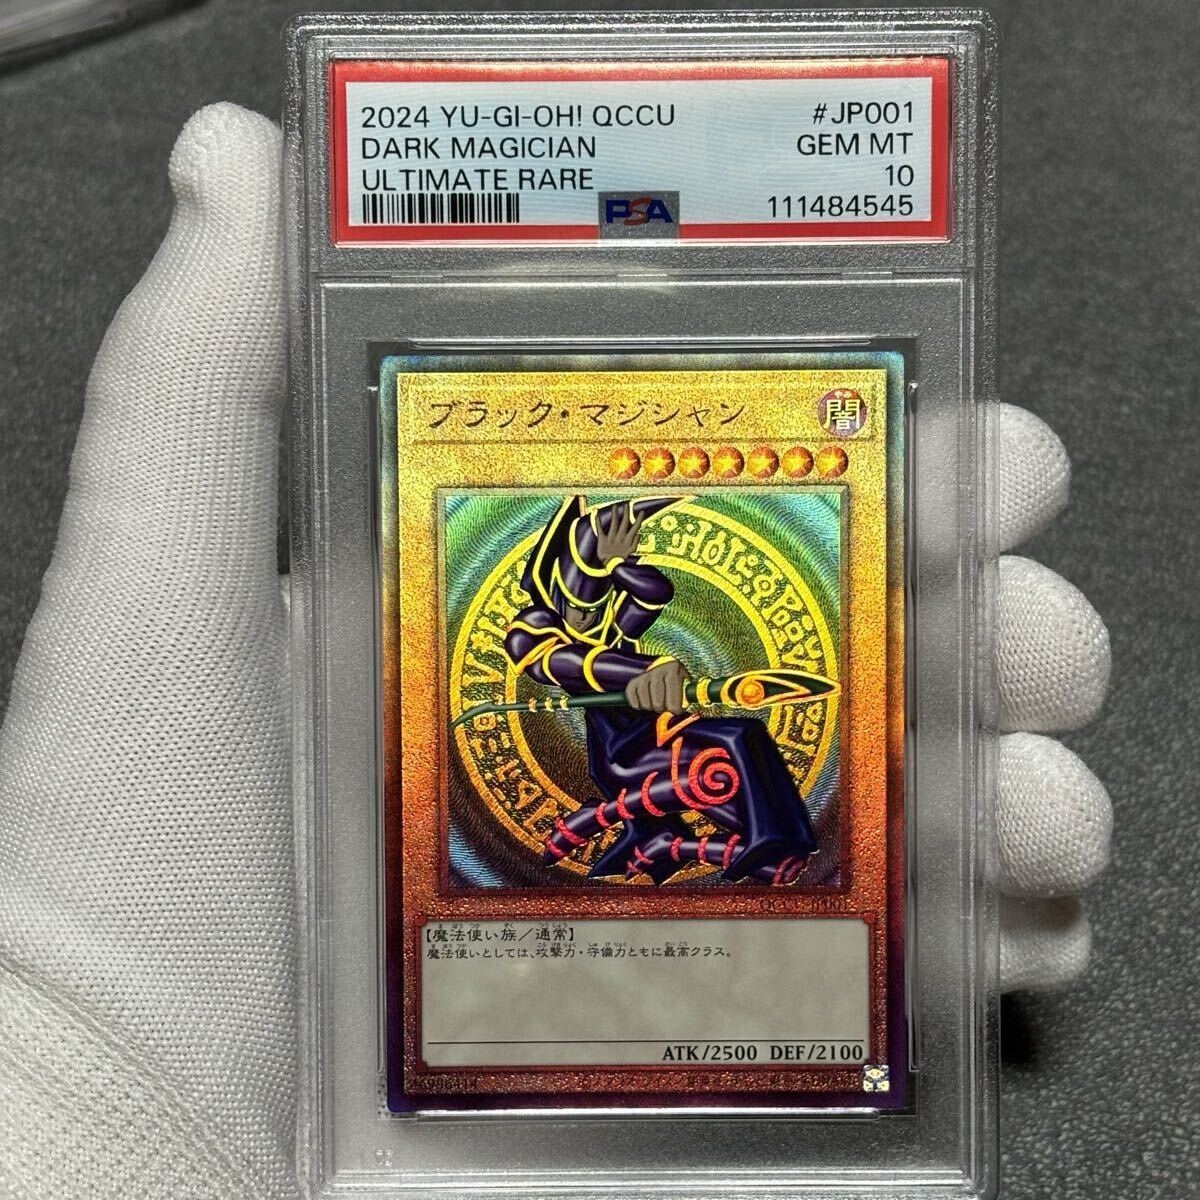 2024 YU-GI-OH! QCCU #JP001
DARK MAGICIAN GEM MT
ULTIMATE RARE 10
PSA 111484545
ブラック・マジシャン
闇
QCCU-JP001
【魔法使い族／通常】
魔法使いとしては、攻撃力・守備力ともに最高クラス。
ATK/2500 DEF/2100
46986414